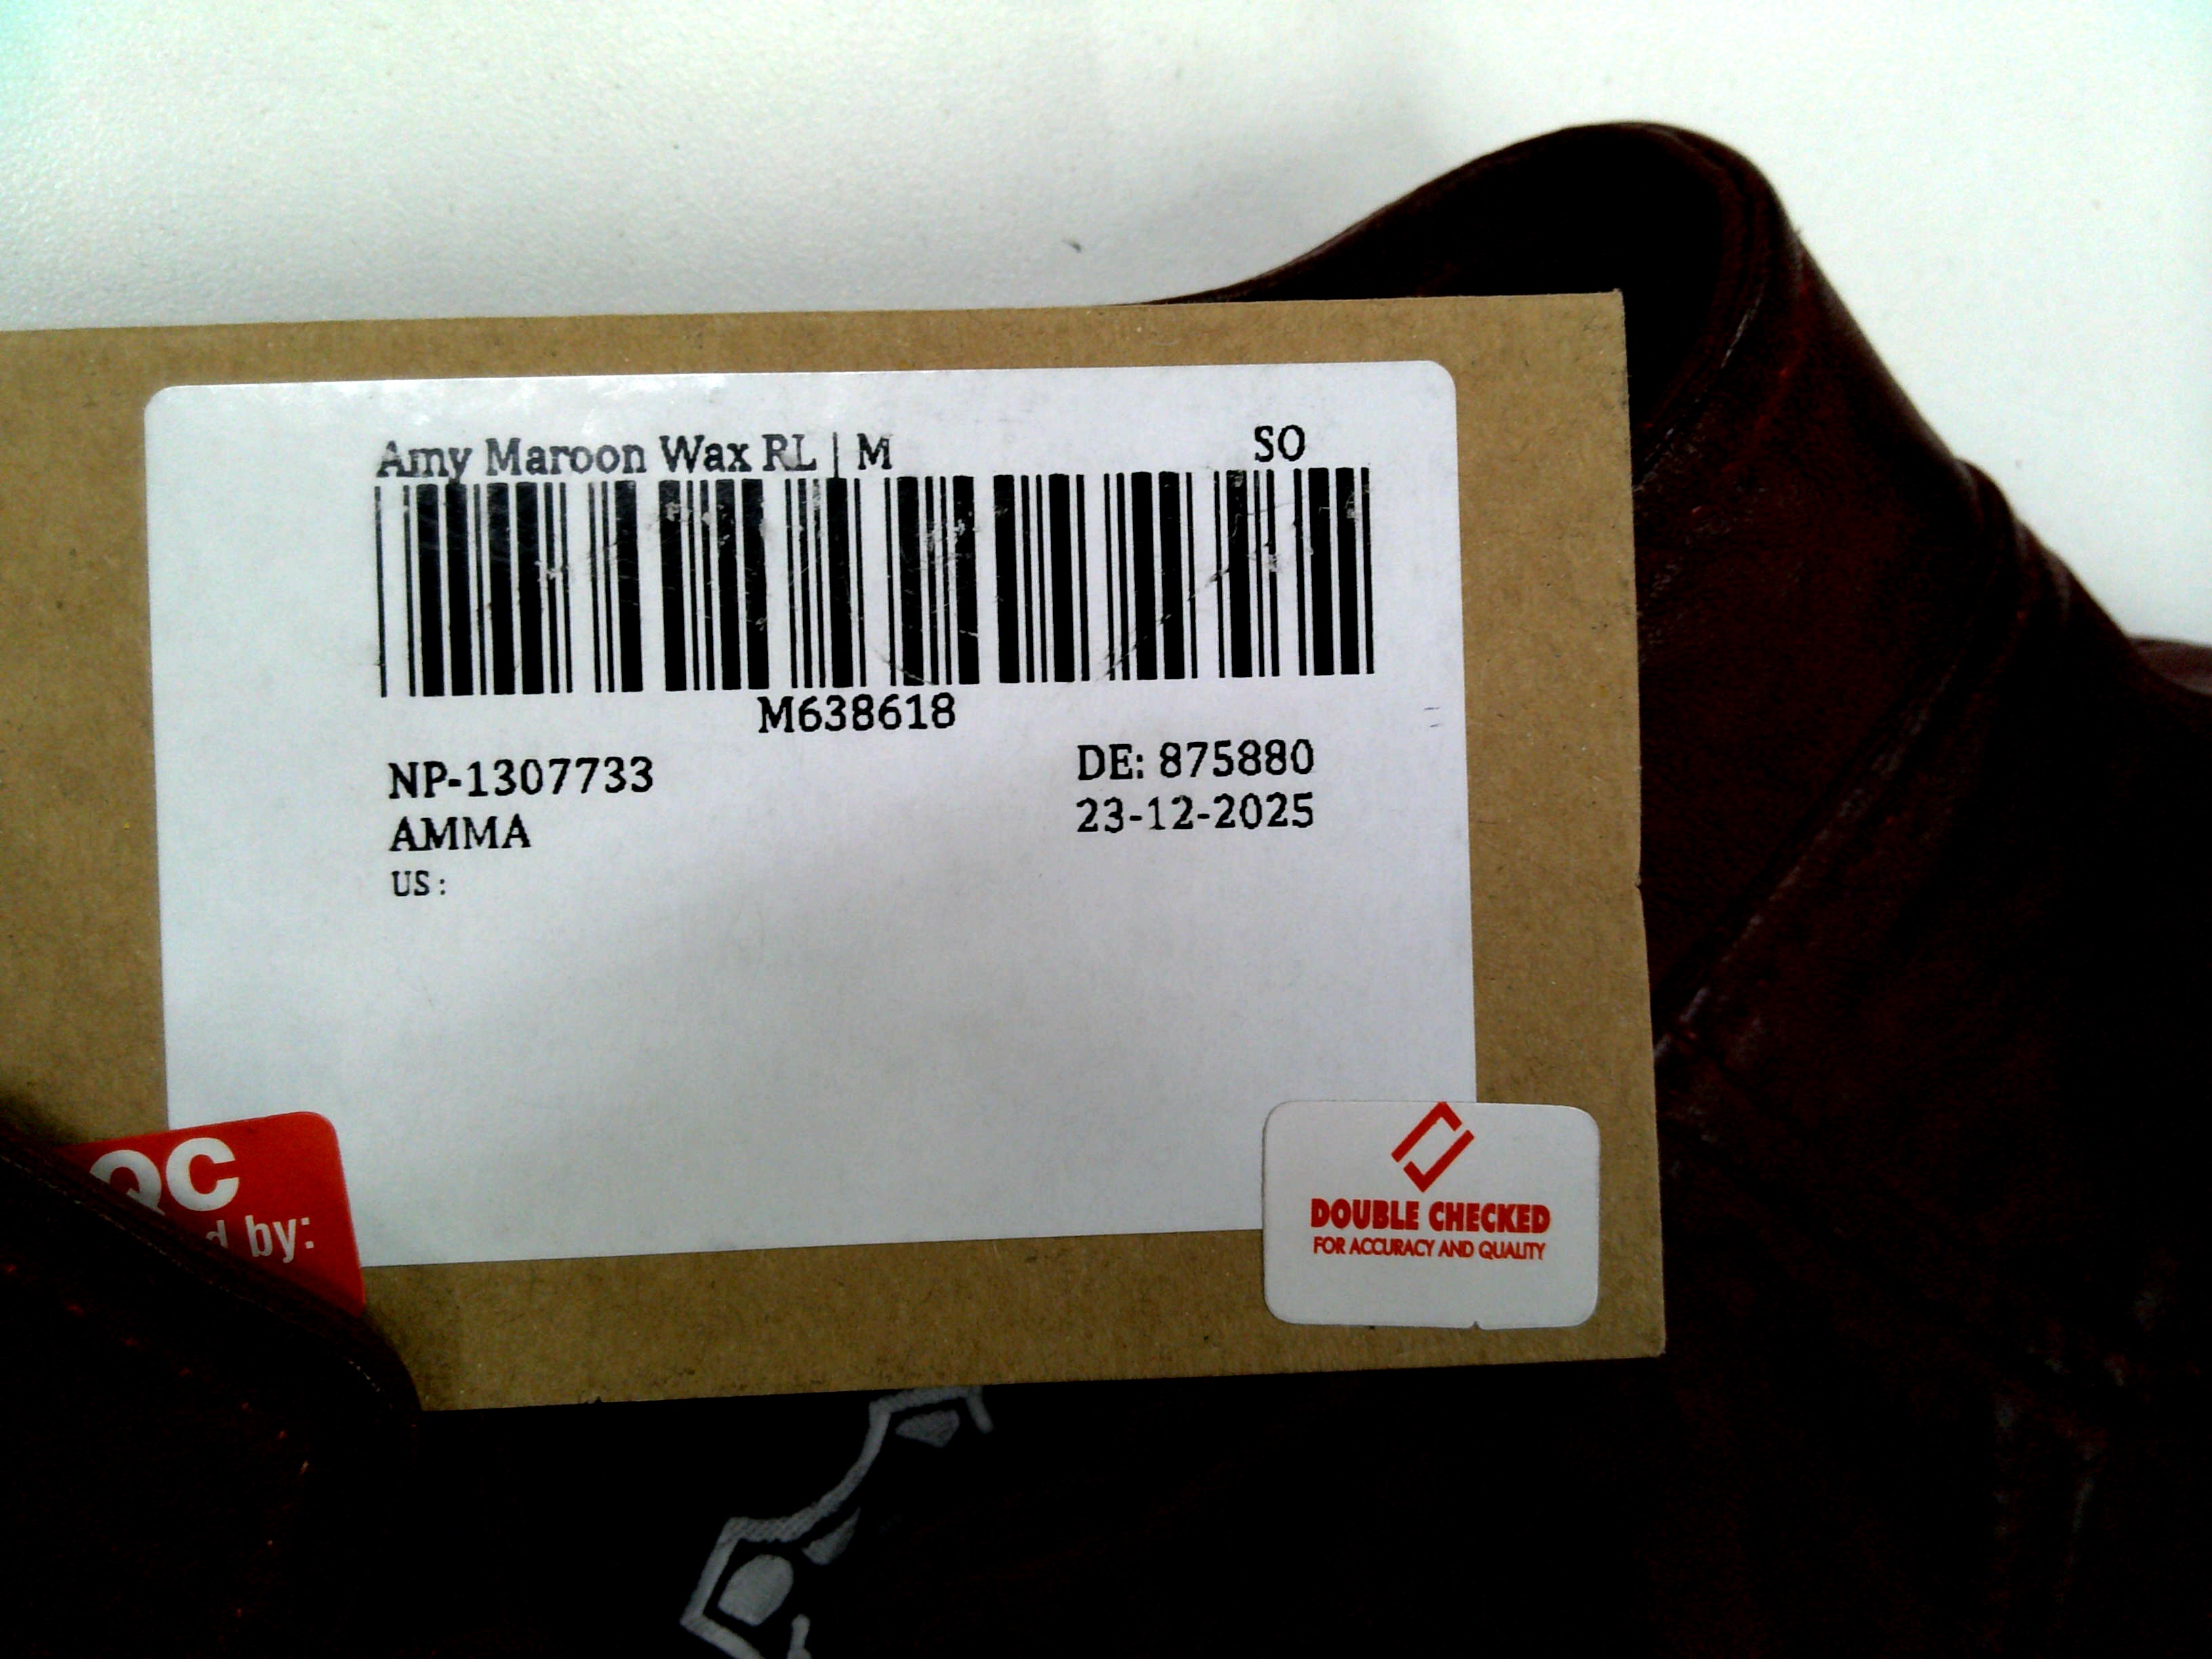 Amy Maroon Wax RL | M
SO
M638618
NP-1307733
AMMA
US :
DE: 875880
23-12-2025
QC
by:
DOUBLE CHECKED
FOR ACCURACY AND QUALITY